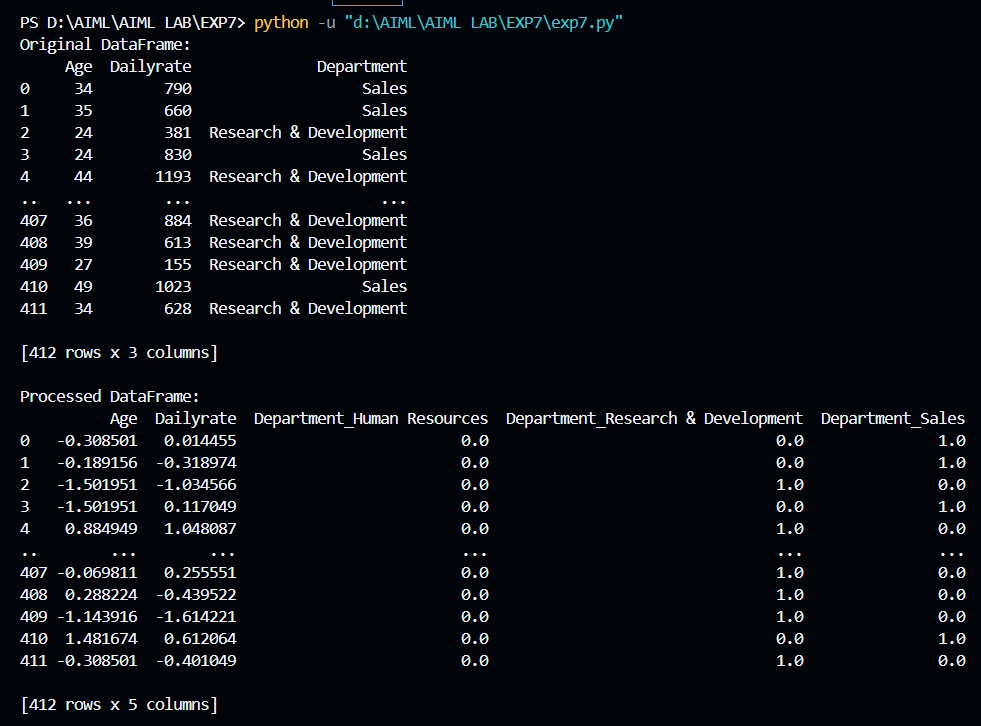 PS D:\AIML\AIML LAB\EXP7> python -u "d:\AIML\AIML LAB\EXP7\exp7.py"
Original DataFrame:
     Age  Dailyrate              Department
0     34        790                   Sales
1     35        660                   Sales
2     24        381  Research & Development
3     24        830                   Sales
4     44       1193  Research & Development
..   ...        ...                     ...
407   36        884  Research & Development
408   39        613  Research & Development
409   27        155  Research & Development
410   49       1023                   Sales
411   34        628  Research & Development
[412 rows x 3 columns]
Processed DataFrame:
          Age  Dailyrate  Department_Human Resources  Department_Research & Development  Department_Sales
0   -0.308501   0.014455                         0.0                                0.0               1.0
1   -0.189156  -0.318974                         0.0                                0.0               1.0
2   -1.501951  -1.034566                         0.0                                1.0               0.0
3   -1.501951   0.117049                         0.0                                0.0               1.0
4    0.884949   1.048087                         0.0                                1.0               0.0
..        ...        ...                         ...                                ...               ...
407 -0.069811   0.255551                         0.0                                1.0               0.0
408  0.288224  -0.439522                         0.0                                1.0               0.0
409 -1.143916  -1.614221                         0.0                                1.0               0.0
410  1.481674   0.612064                         0.0                                0.0               1.0
411 -0.308501  -0.401049                         0.0                                1.0               0.0
[412 rows x 5 columns]